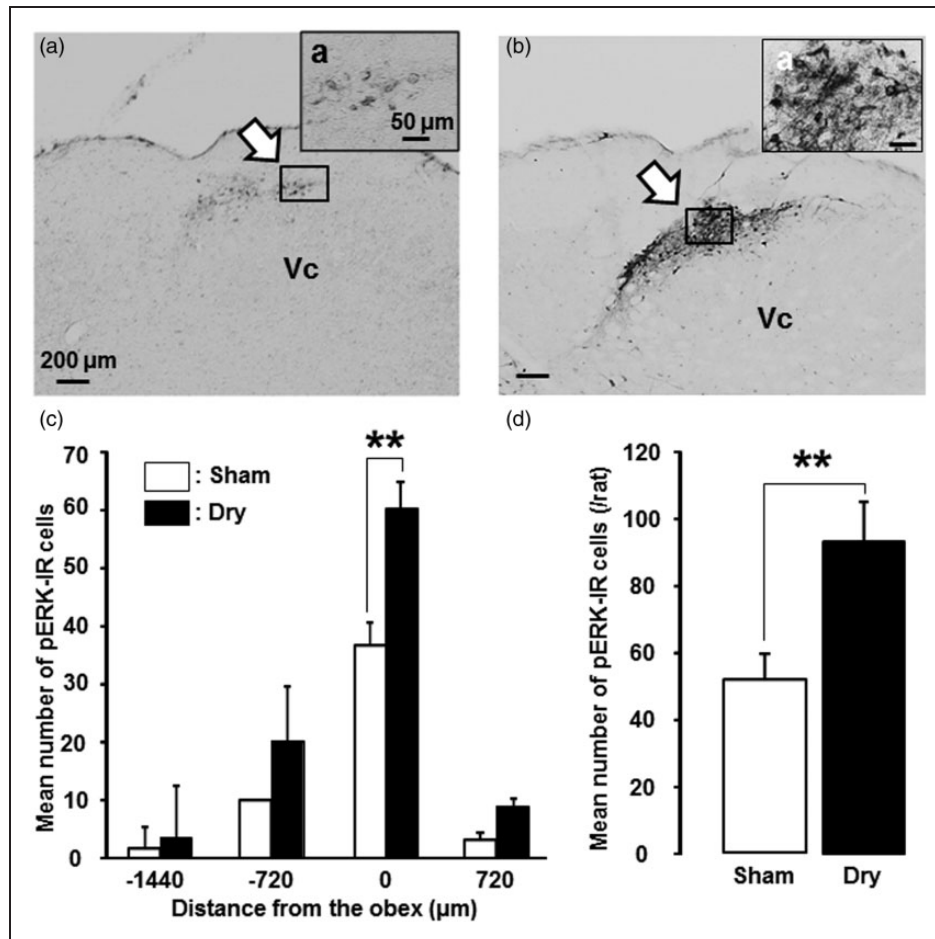 (a)
a
50 µm
Vc
200 µm
(b)
a
Vc
(c)
Mean number of pERK-IR cells
70
60
50
40
30
20
10
0
: Sham
: Dry
**
-1440 -720 0 720
Distance from the obex (µm)
(d)
Mean number of pERK-IR cells (/rat)
120
100
80
60
40
20
0
**
Sham Dry